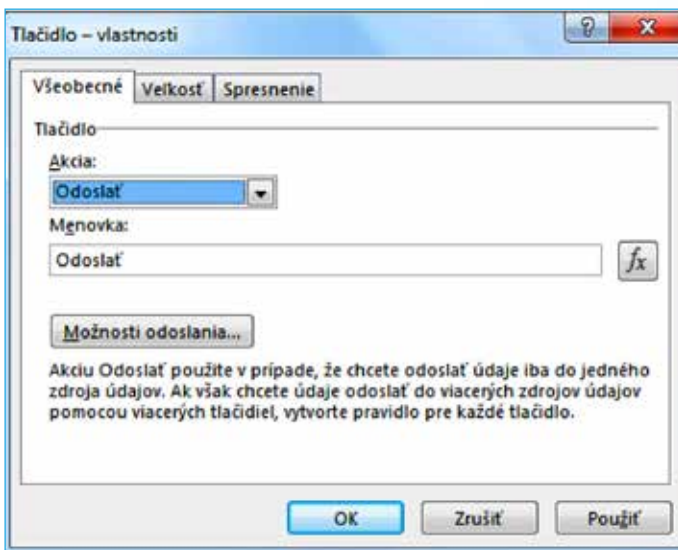 Tlačidlo – vlastnosti
Všeobecné Veľkosť Spresnenie
Tlačidlo
Akcia:
Odoslať
Menovka:
Odoslať
fx
Možnosti odoslania...
Akciu Odoslať použite v prípade, že chcete odoslať údaje iba do jedného
zdroja údajov. Ak však chcete údaje odoslať do viacerých zdrojov údajov
pomocou viacerých tlačidiel, vytvorte pravidlo pre každé tlačidlo.
OK Zrušiť Použiť